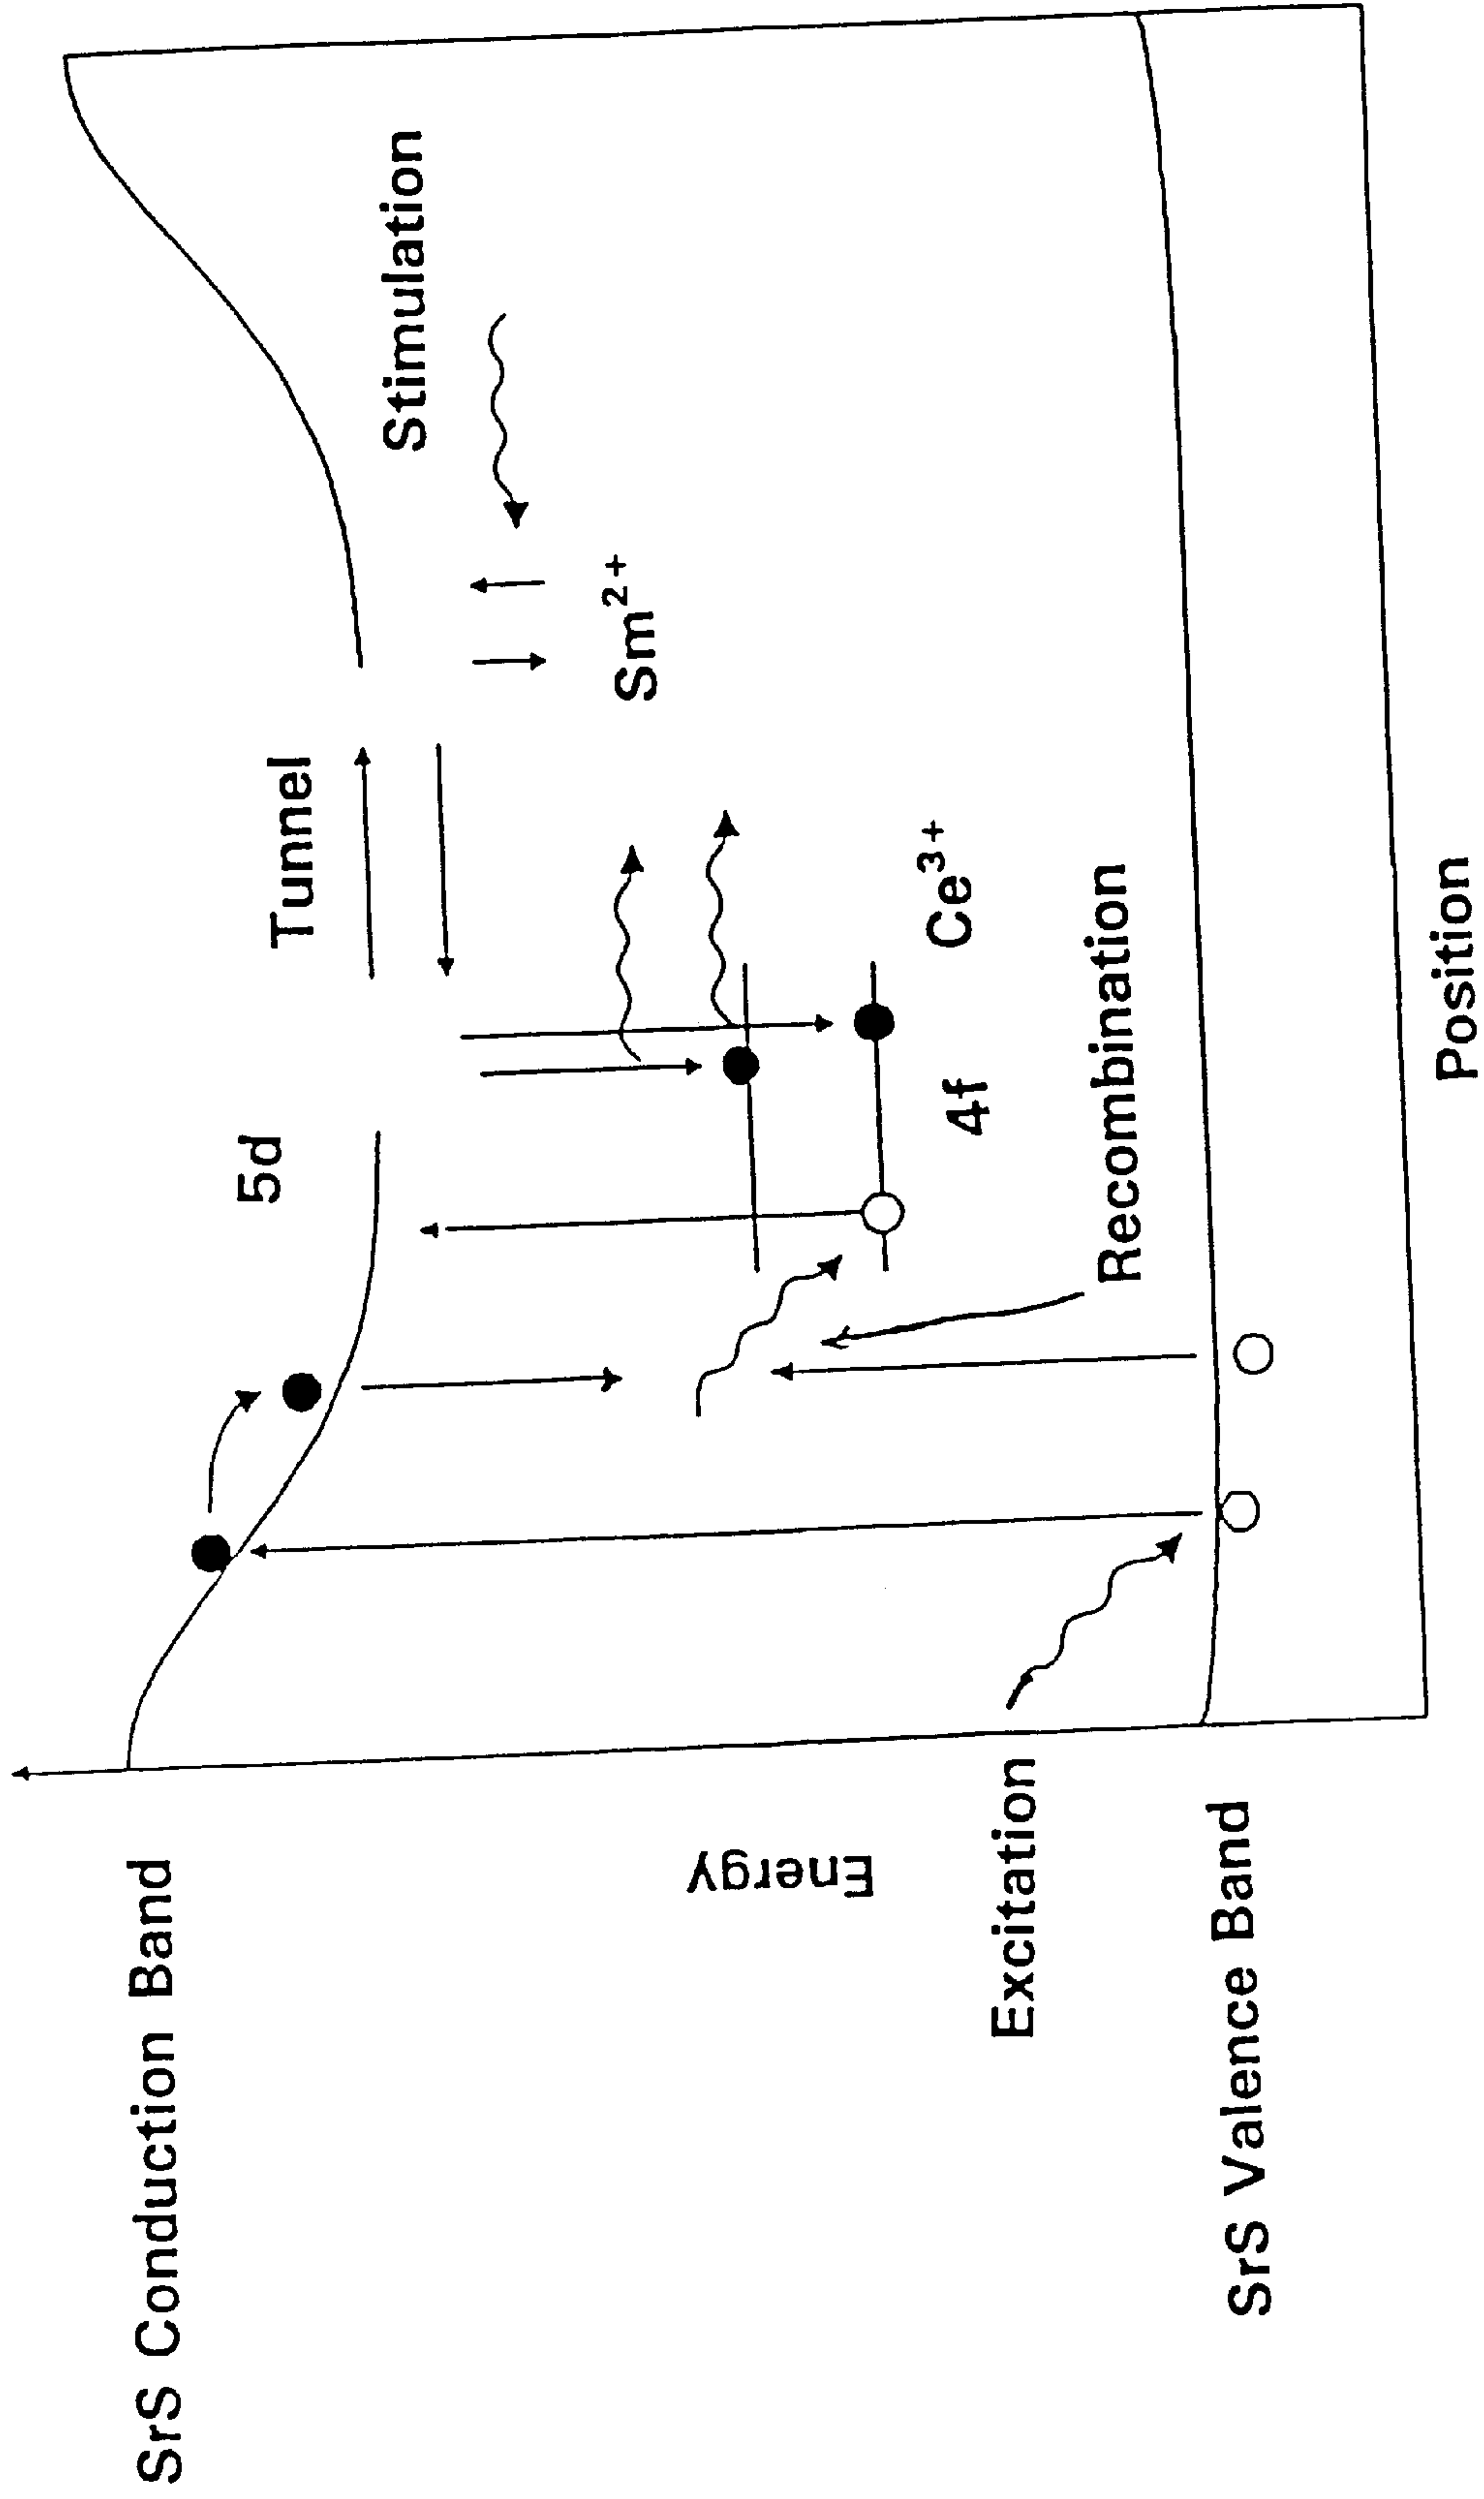 SrS Conduction Band
5d
Tunnel
Stimulation
Energy
Sm²⁺
Excitation
4f
Ce³⁺
Recombination
SrS Valence Band
Position